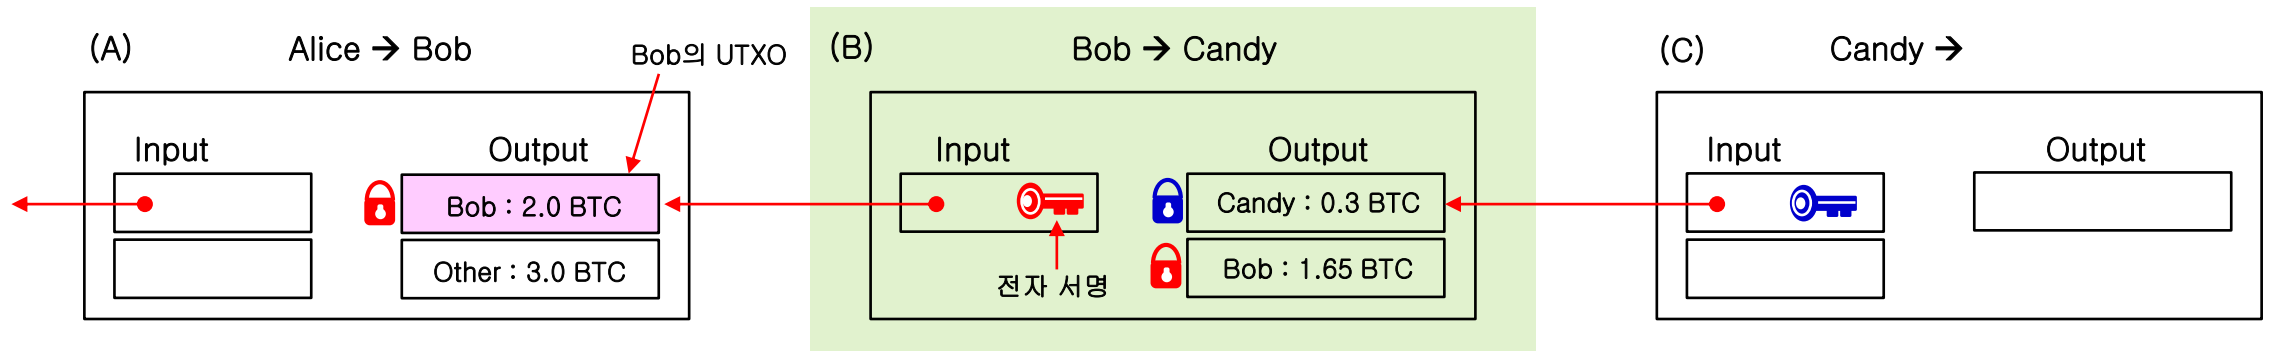 (A) Alice → Bob
Bob의 UTXO
Input
Output
Bob : 2.0 BTC
Other : 3.0 BTC
(B) Bob → Candy
Input
Output
전자 서명
Candy : 0.3 BTC
Bob : 1.65 BTC
(C) Candy →
Input
Output